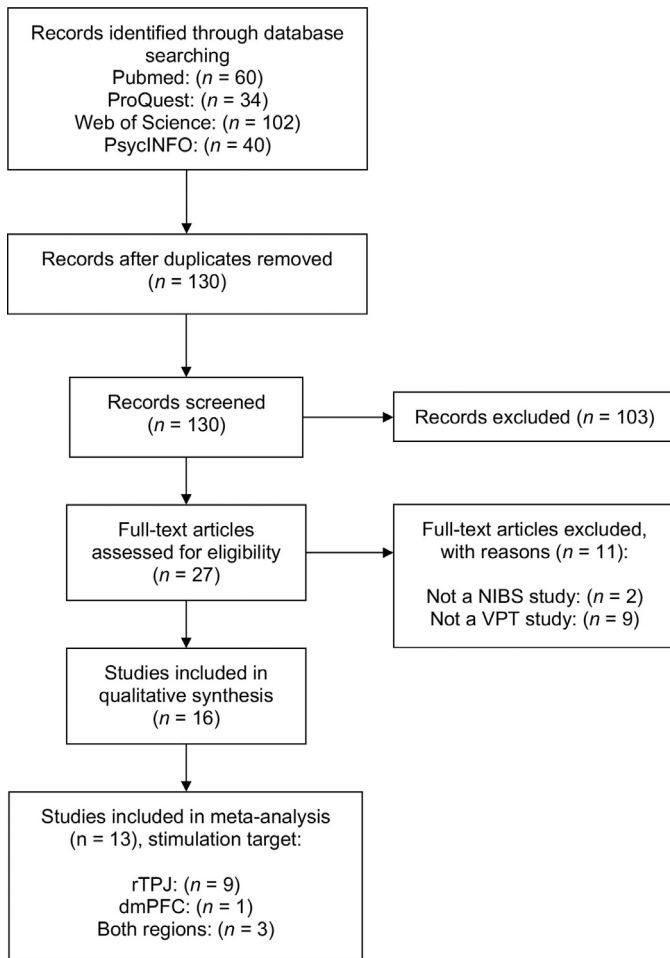 Records identified through database
searching
Pubmed: (n = 60)
ProQuest: (n = 34)
Web of Science: (n = 102)
PsycINFO: (n = 40)
Records after duplicates removed
(n = 130)
Records screened
(n = 130)
Records excluded (n = 103)
Full-text articles
assessed for eligibility
(n = 27)
Full-text articles excluded,
with reasons (n = 11):
Not a NIBS study: (n = 2)
Not a VPT study: (n = 9)
Studies included in
qualitative synthesis
(n = 16)
Studies included in meta-analysis
(n = 13), stimulation target:
rTPJ: (n = 9)
dmPFC: (n = 1)
Both regions: (n = 3)